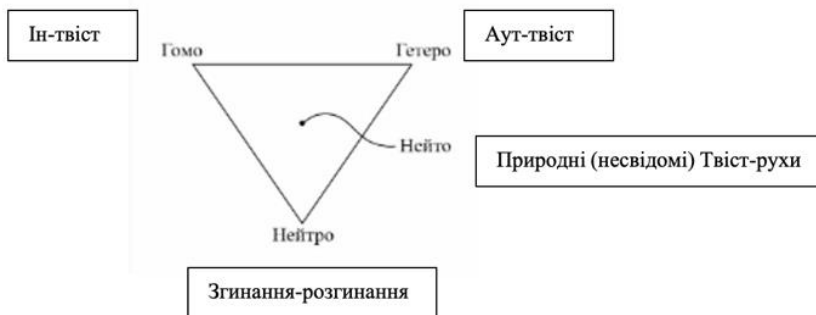 Ін-твіст
Аут-твіст
Гомо
Гетеро
Нейто
Природні (несвідомі) Твіст-рухи
Нейтро
Згинання-розгинання